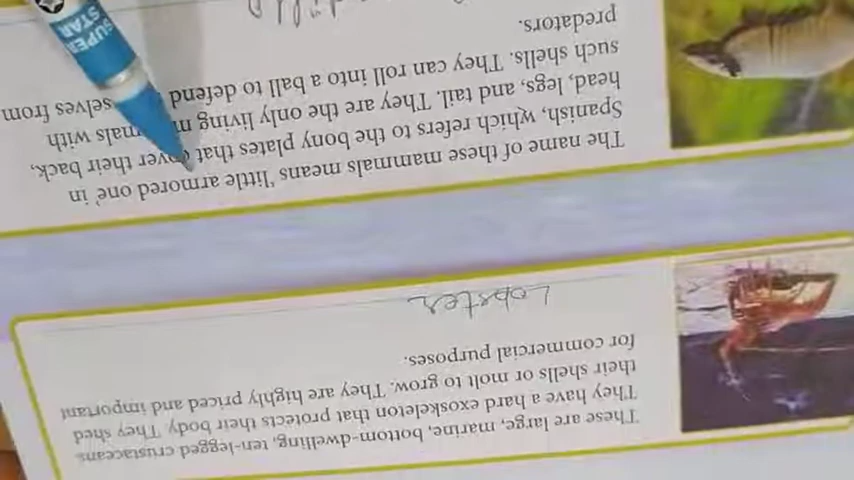 These are large, marine, bottom-dwelling, ten-legged crustaceans
They have a hard exoskeleton that protects their body. They shed
their shells or molt to grow. They are highly priced and important
for commercial purposes.
Lobster
The name of these mammals means 'little armored one' in
Spanish, which refers to the bony plates that cover their back,
head, legs, and tail. They are the only living with
such shells. They can roll into a ball to defend from
predators.
SUPER
STAR